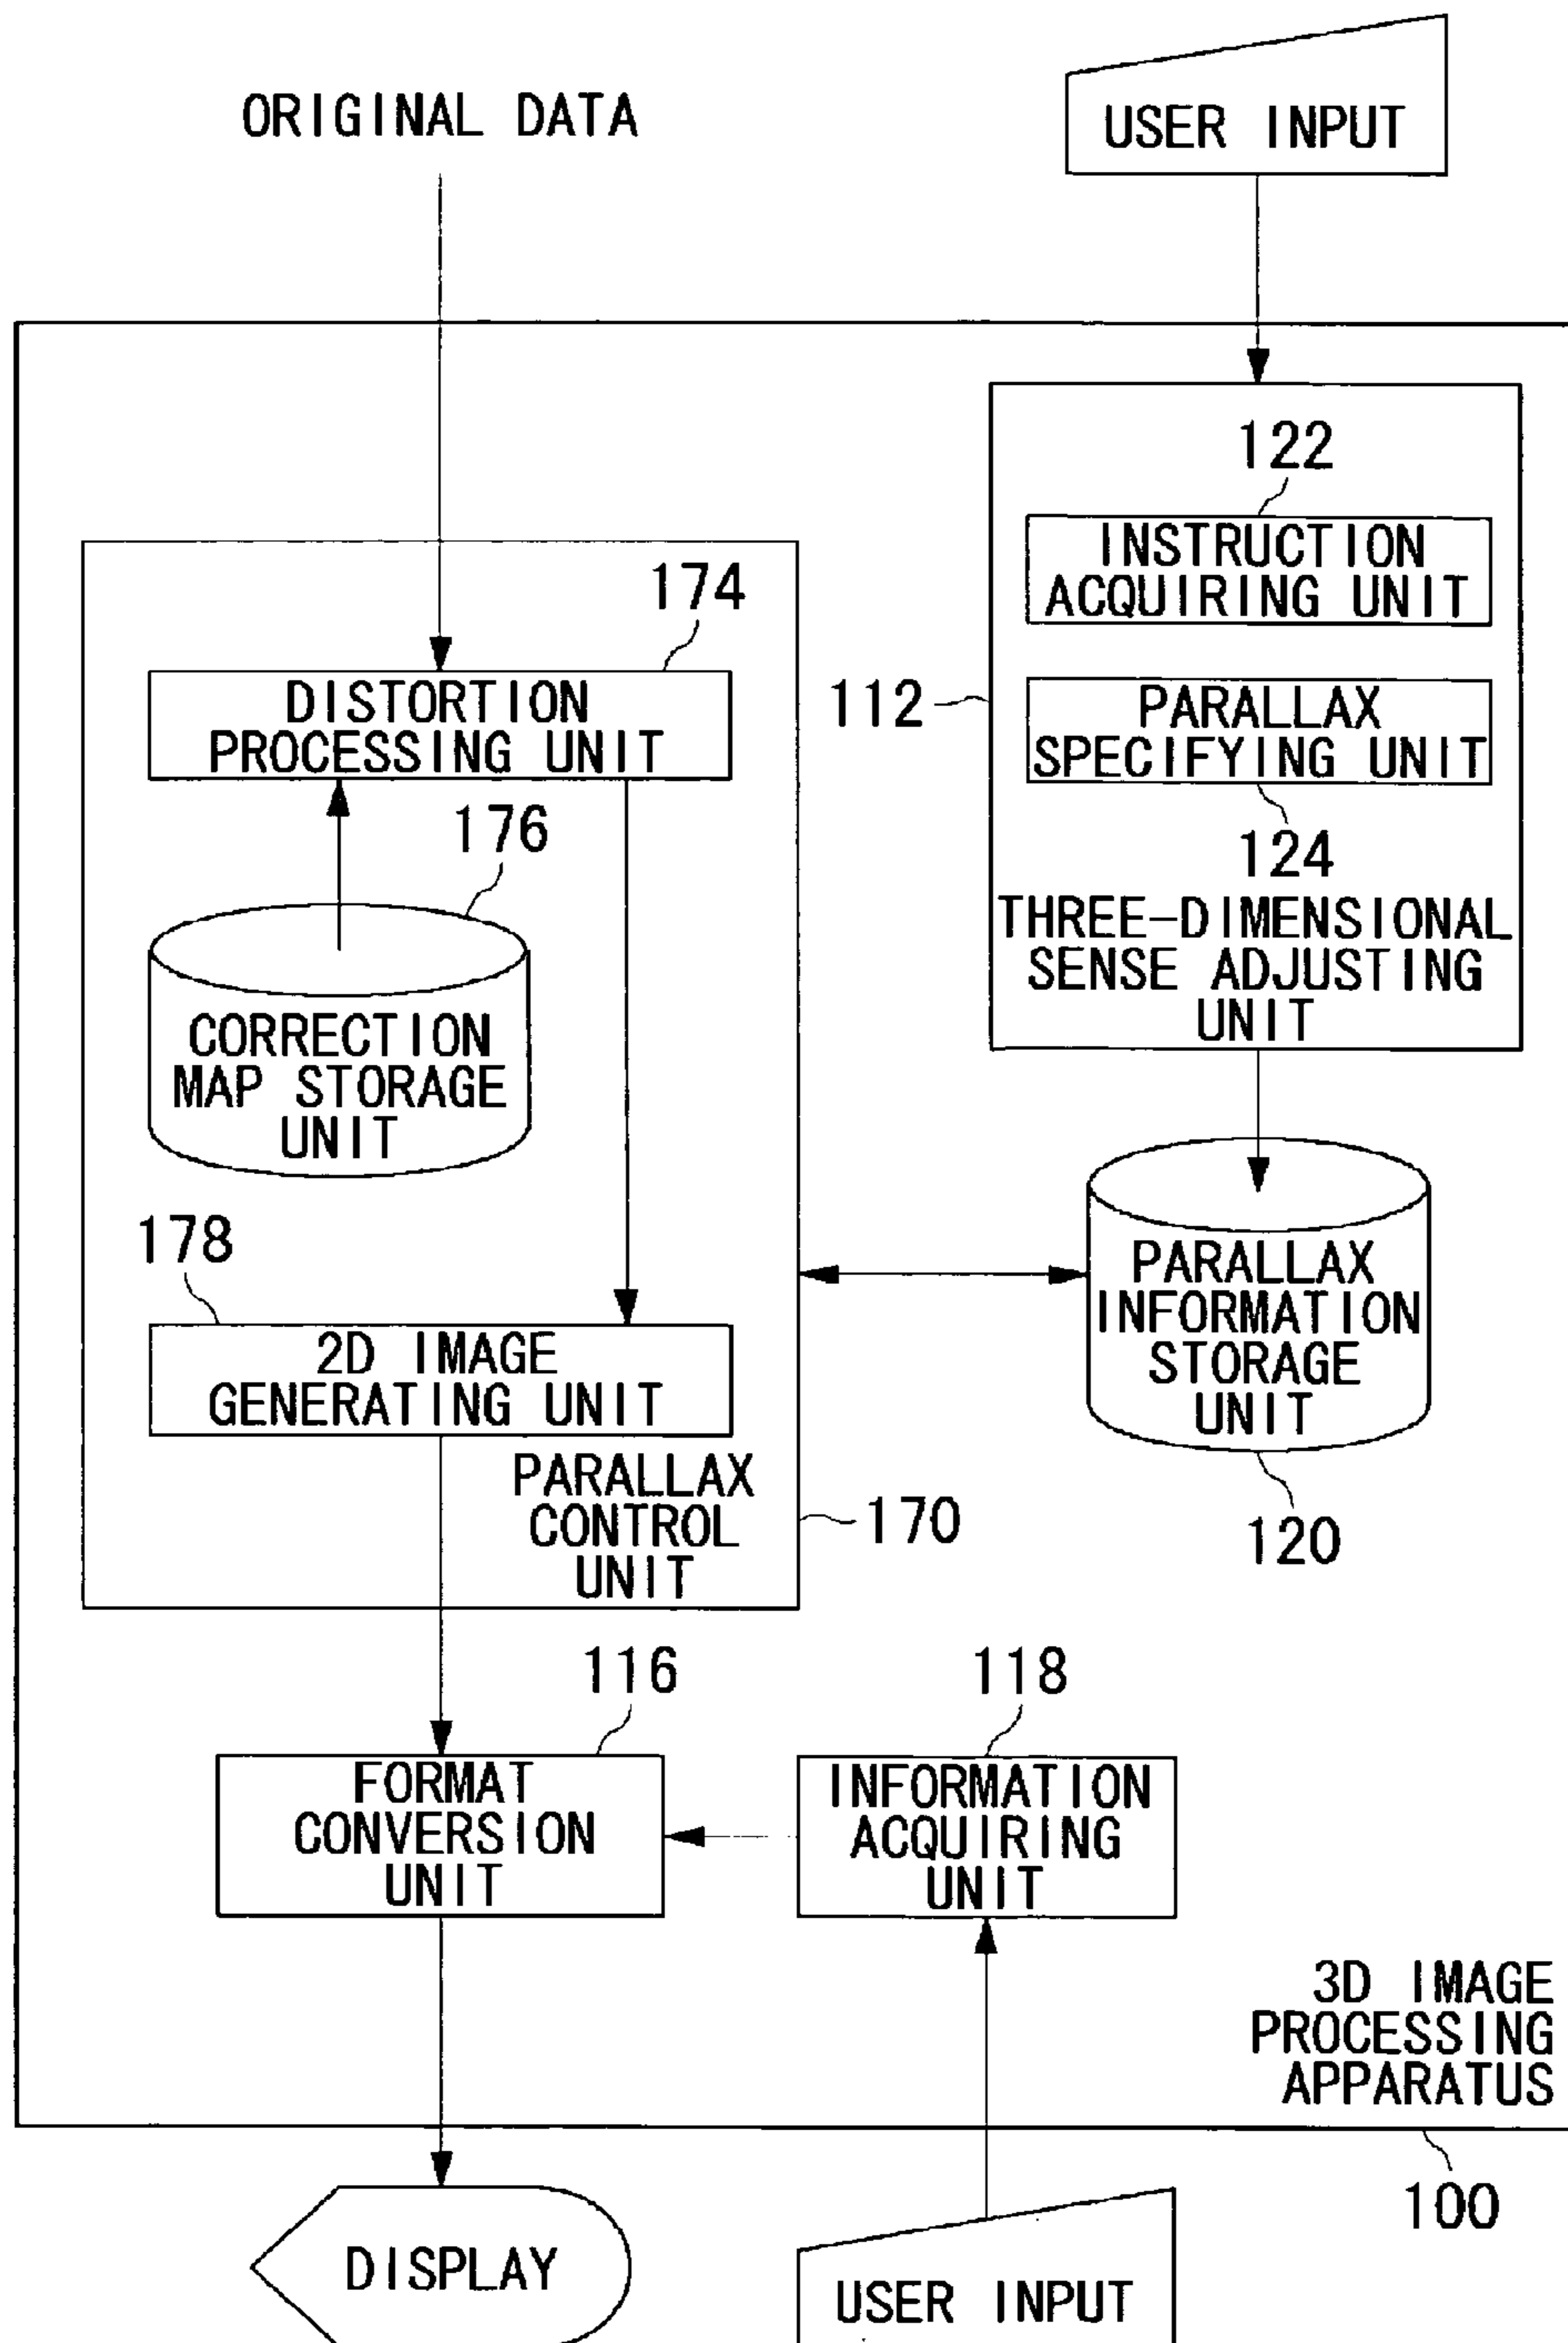 ORIGINAL DATA
USER INPUT
122
INSTRUCTION
ACQUIRING UNIT
174
DISTORTION
PROCESSING UNIT
112
PARALLAX
SPECIFYING UNIT
124
THREE-DIMENSIONAL
SENSE ADJUSTING
UNIT
176
CORRECTION
MAP STORAGE
UNIT
178
2D IMAGE
GENERATING UNIT
PARALLAX
CONTROL
UNIT
170
PARALLAX
INFORMATION
STORAGE
UNIT
120
116
FORMAT
CONVERSION
UNIT
118
INFORMATION
ACQUIRING
UNIT
3D IMAGE
PROCESSING
APPARATUS
100
DISPLAY
USER INPUT